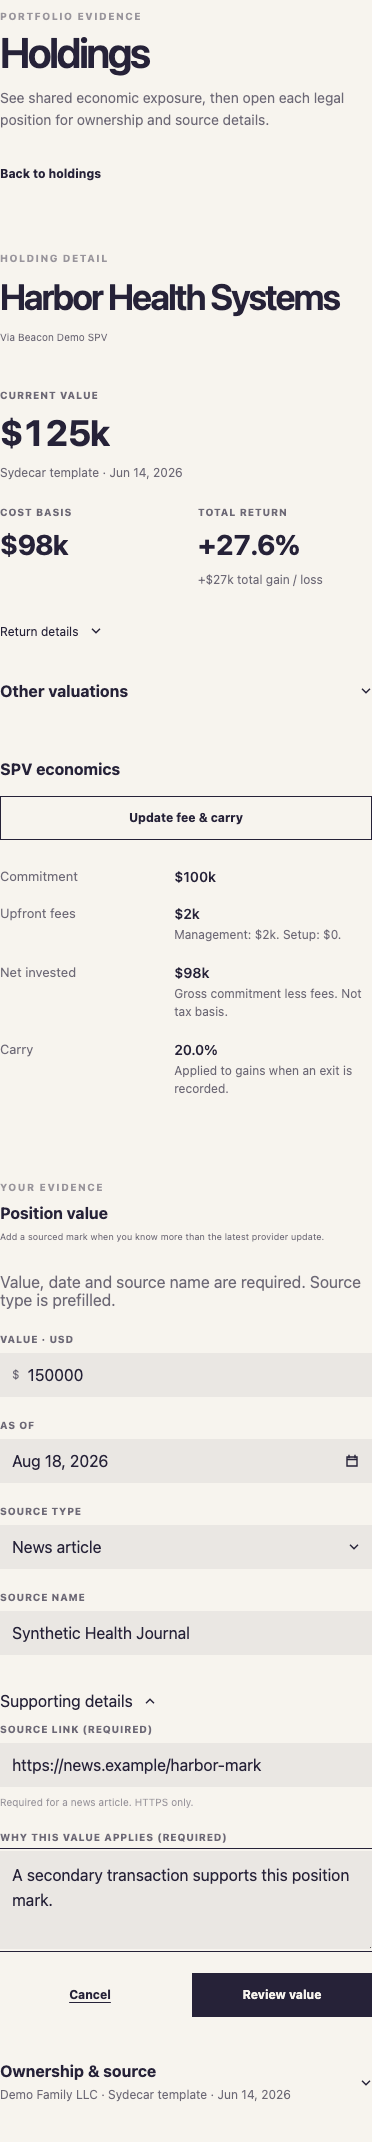 PORTFOLIO EVIDENCE
Holdings
See shared economic exposure, then open each legal
position for ownership and source details.
Back to holdings
HOLDING DETAIL
Harbor Health Systems
Via Beacon Demo SPV
CURRENT VALUE
$125k
Sydecar template · Jun 14, 2026
COST BASIS
$98k
TOTAL RETURN
+27.6%
+$27k total gain / loss
Return details
Other valuations
SPV economics
Update fee & carry
Commitment
$100k
Upfront fees
$2k
Management: $2k. Setup: $0.
Net invested
$98k
Gross commitment less fees. Not
tax basis.
Carry
20.0%
Applied to gains when an exit is
recorded.
YOUR EVIDENCE
Position value
Add a sourced mark when you know more than the latest provider update.
Value, date and source name are required. Source
type is prefilled.
VALUE · USD
$ 150000
AS OF
Aug 18, 2026
SOURCE TYPE
News article
SOURCE NAME
Synthetic Health Journal
Supporting details
SOURCE LINK (REQUIRED)
https://news.example/harbor-mark
Required for a news article. HTTPS only.
WHY THIS VALUE APPLIES (REQUIRED)
A secondary transaction supports this position
mark.
Cancel
Review value
Ownership & source
Demo Family LLC · Sydecar template · Jun 14, 2026